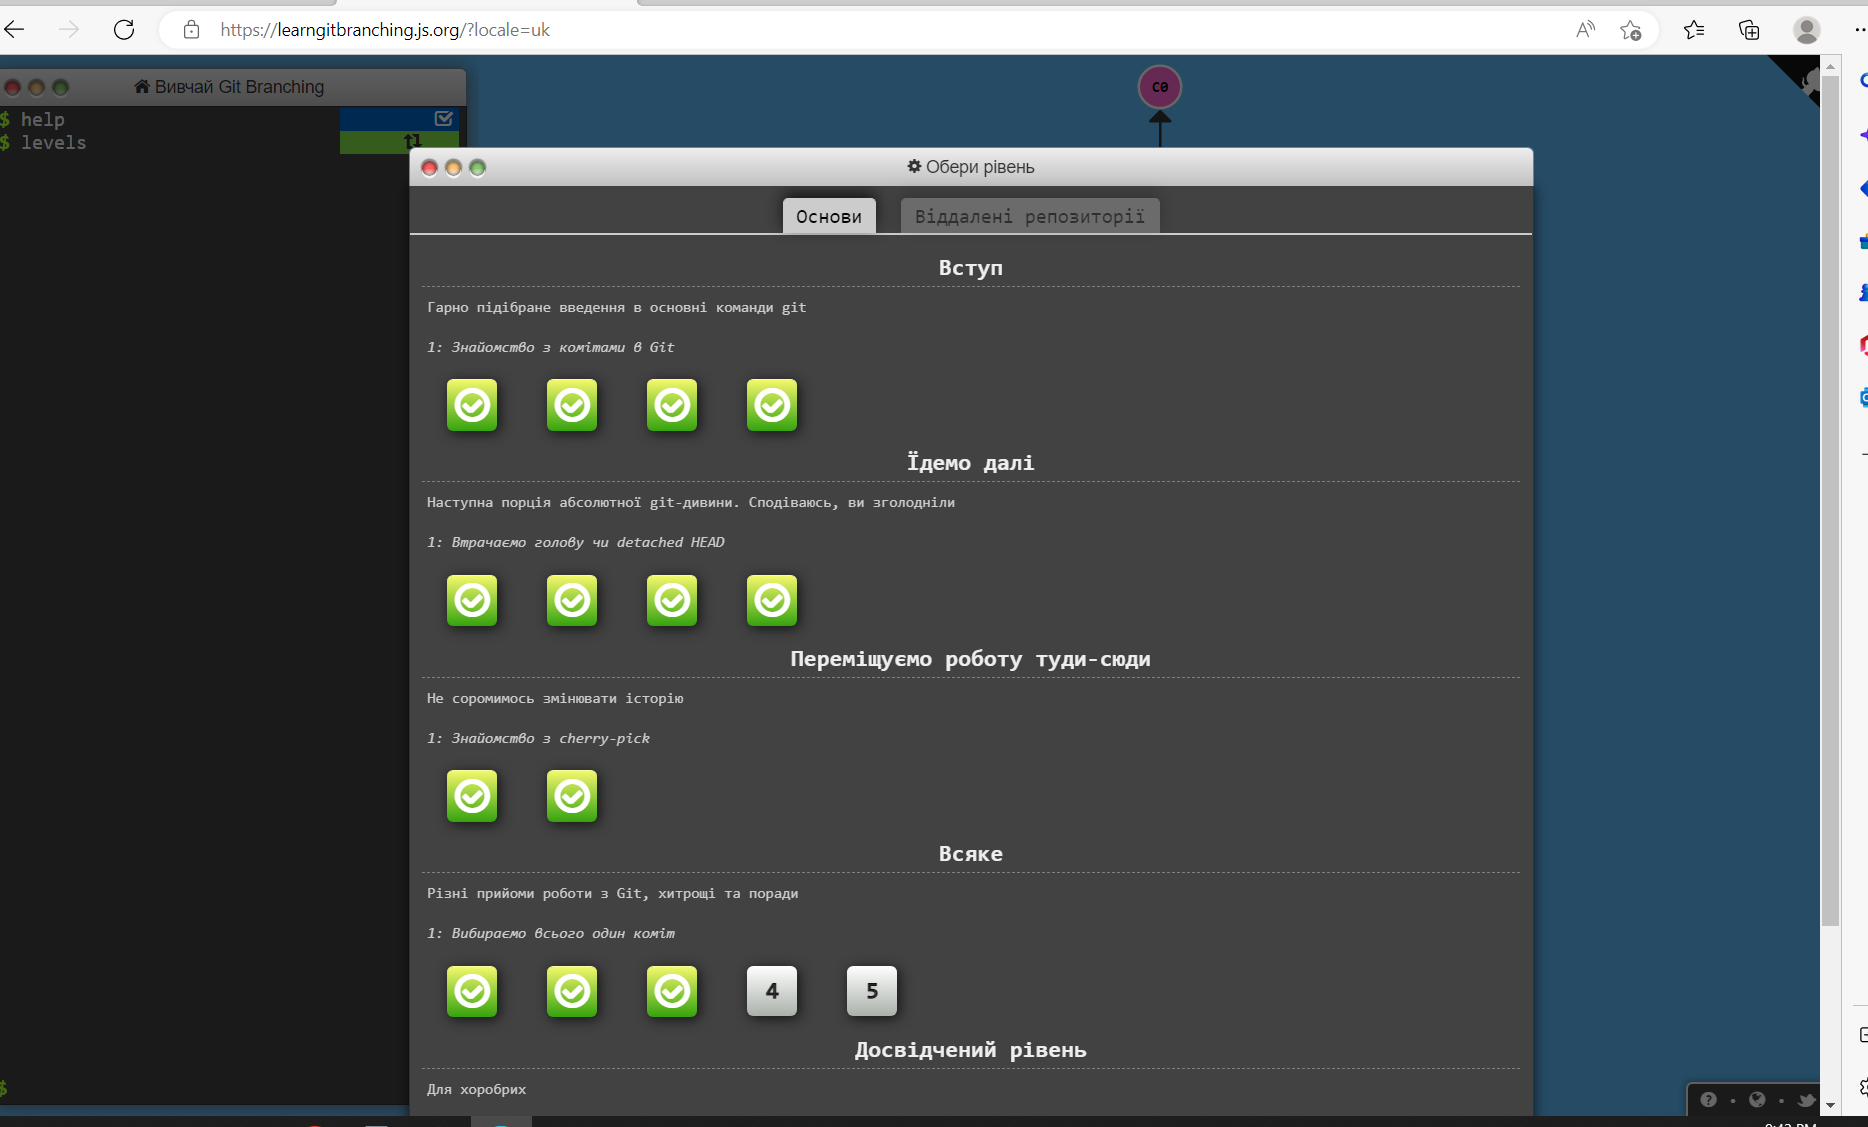 https://learngitbranching.js.org/?locale=uk
Вивчай Git Branching
$ help
$ levels
C0
Обери рівень
Основи
Віддалені репозиторії
Вступ
Гарно підібране введення в основні команди git
1: Знайомство з комітами в Git
Їдемо далі
Наступна порція абсолютної git-дивини. Сподіваюсь, ви зголодніли
1: Втрачаємо голову чи detached HEAD
Переміщуємо роботу туди-сюди
Не соромимось змінювати історію
1: Знайомство з cherry-pick
Всяке
Різні прийоми роботи з Git, хитрощі та поради
1: Вибираємо всього один коміт
4 5
Досвідчений рівень
Для хоробрих
$